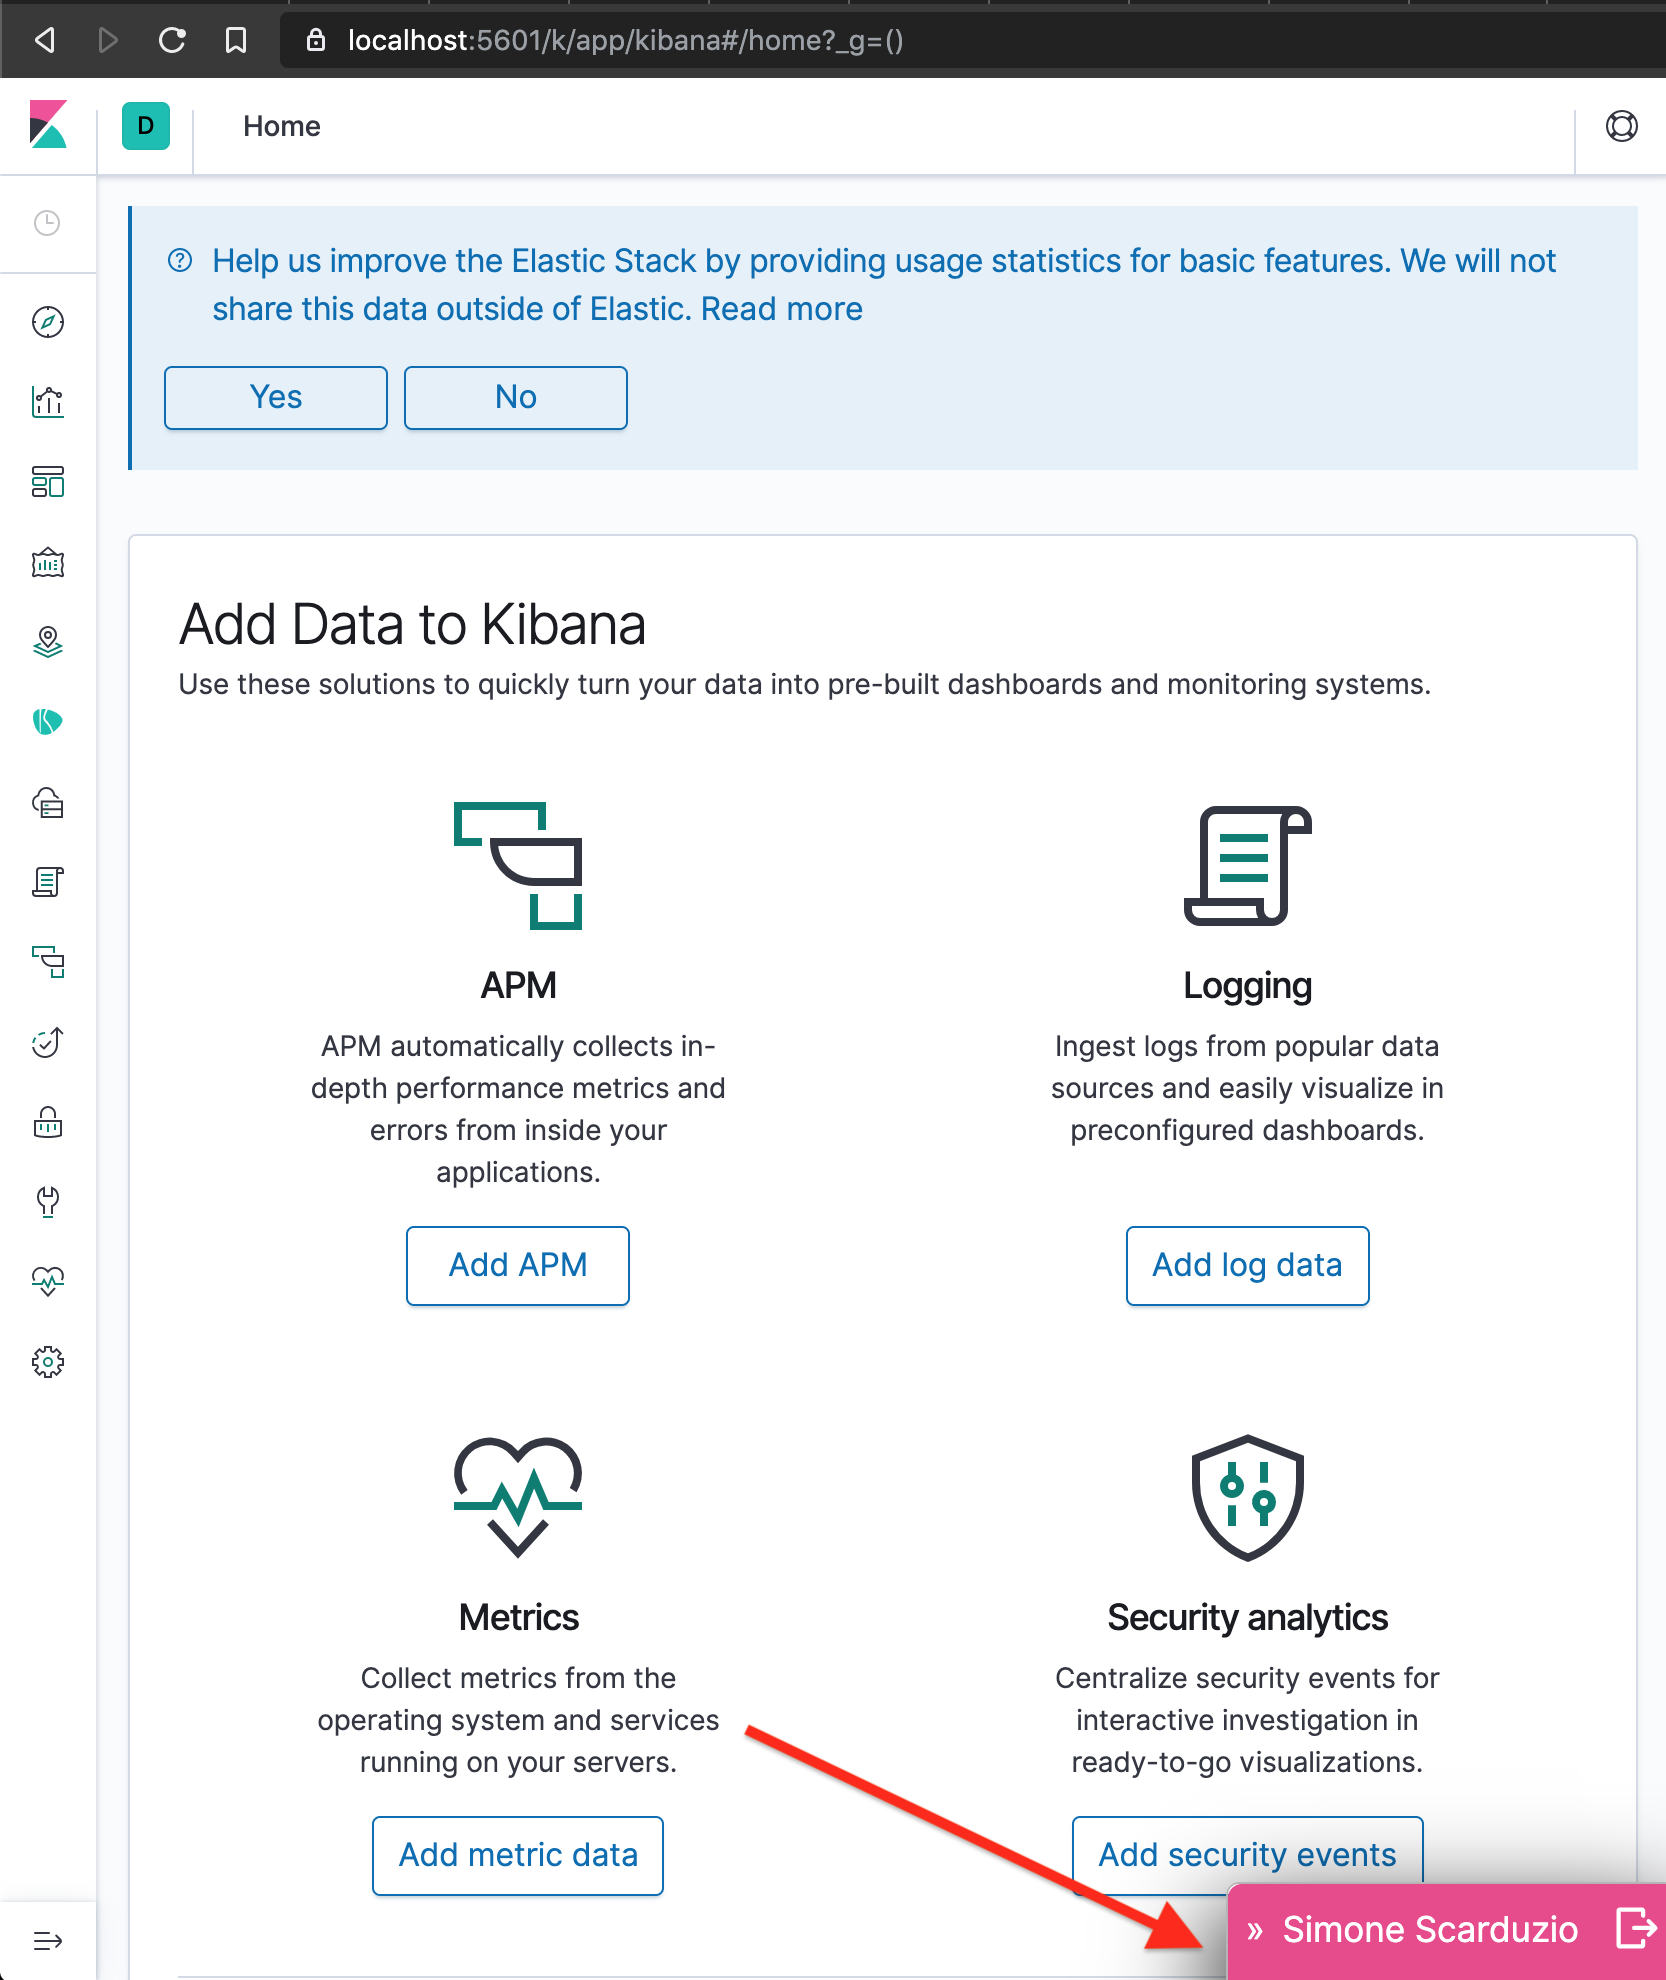 localhost:5601/k/app/kibana#/home?_g=()
D
Home
Help us improve the Elastic Stack by providing usage statistics for basic features. We will not
share this data outside of Elastic. Read more
Yes
No
Add Data to Kibana
Use these solutions to quickly turn your data into pre-built dashboards and monitoring systems.
APM
APM automatically collects in-
depth performance metrics and
errors from inside your
applications.
Add APM
Logging
Ingest logs from popular data
sources and easily visualize in
preconfigured dashboards.
Add log data
Metrics
Collect metrics from the
operating system and services
running on your servers.
Add metric data
Security analytics
Centralize security events for
interactive investigation in
ready-to-go visualizations.
Add security events
» Simone Scarduzio